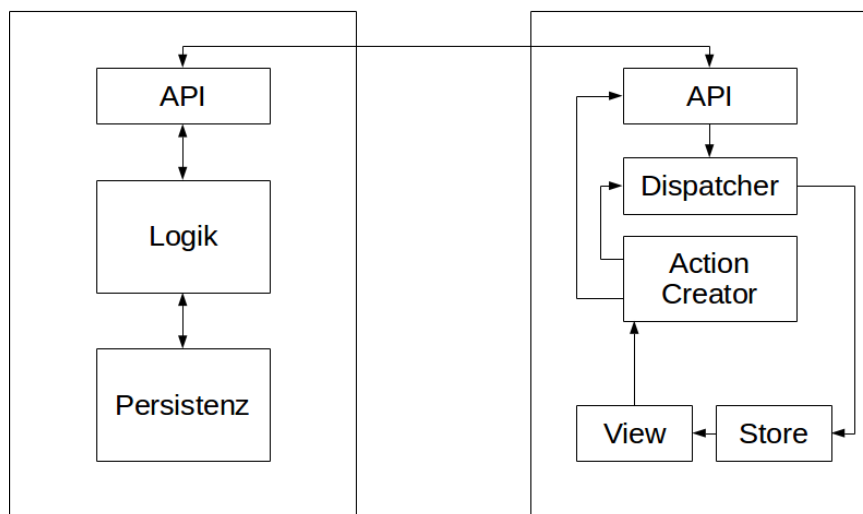 API
Logik
Persistenz
API
Dispatcher
Action
Creator
View
Store